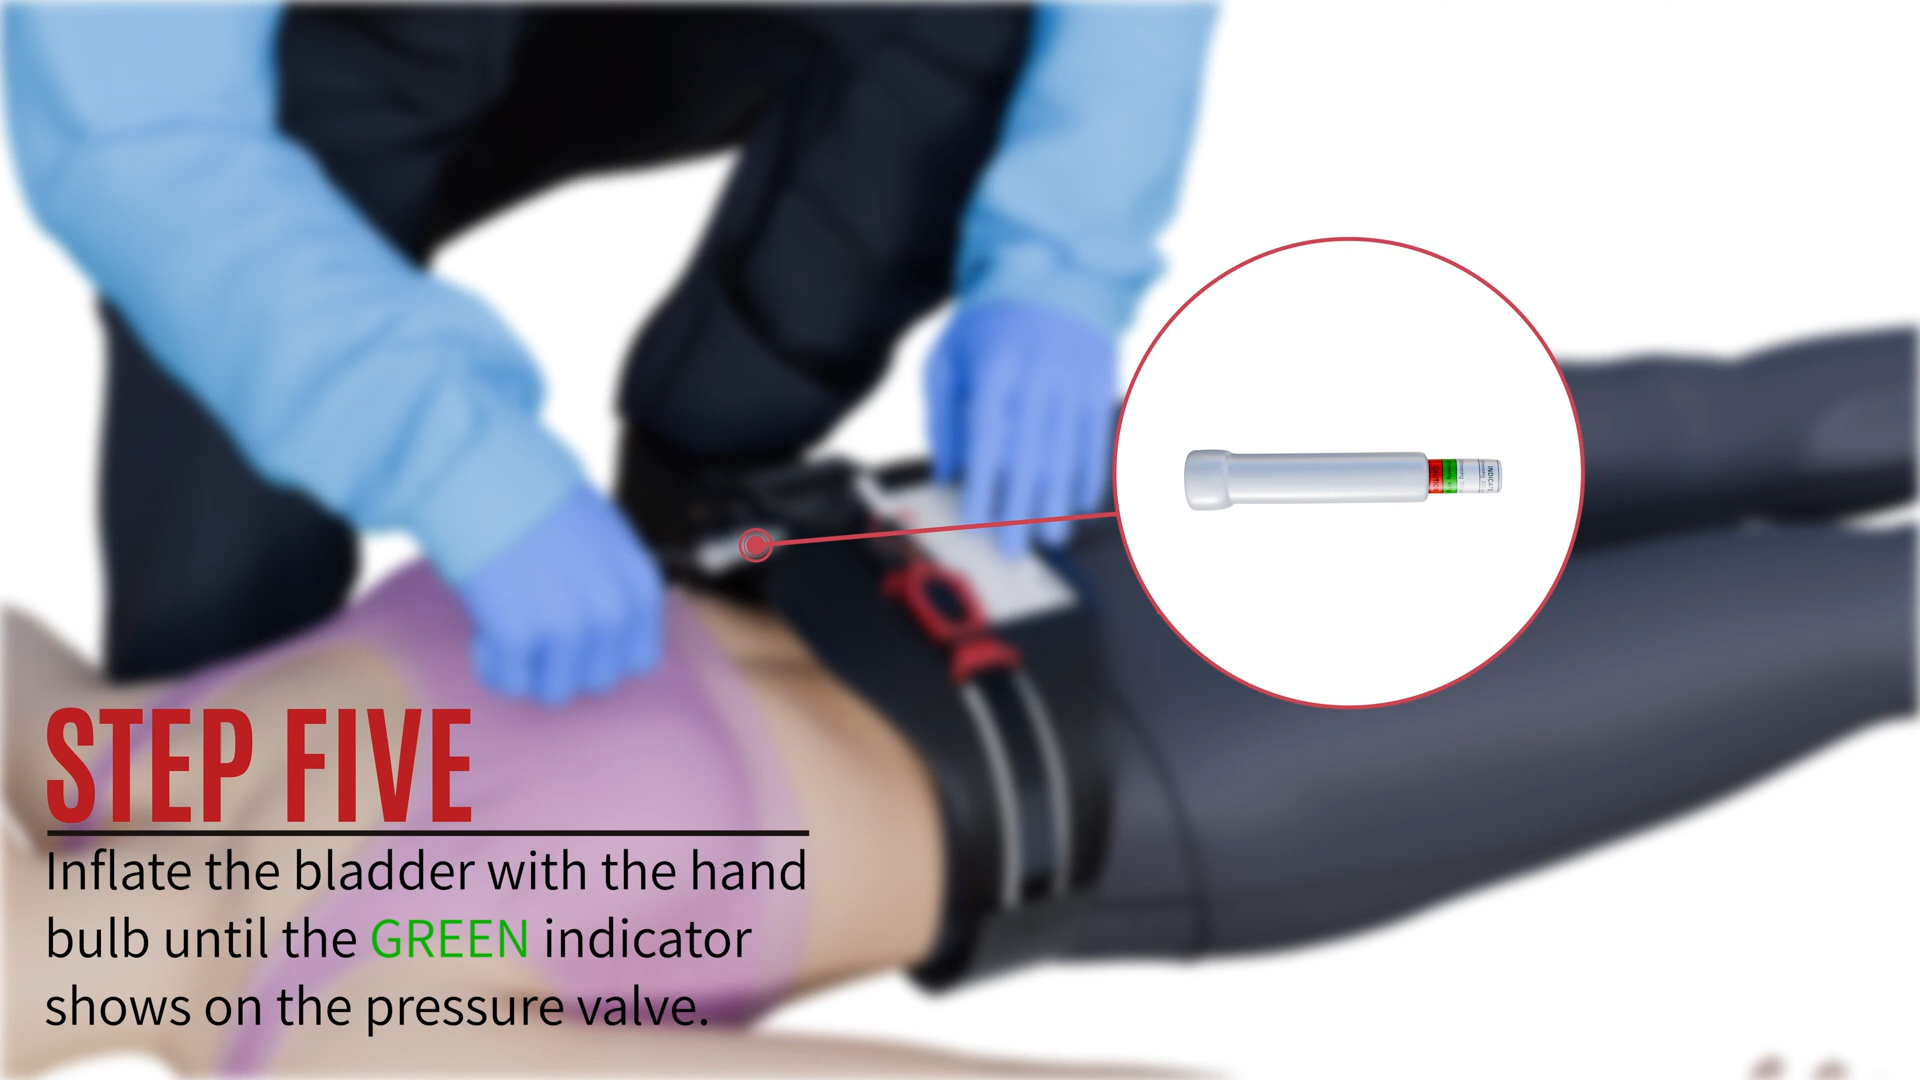 STEP FIVE
Inflate the bladder with the hand
bulb until the GREEN indicator
shows on the pressure valve.